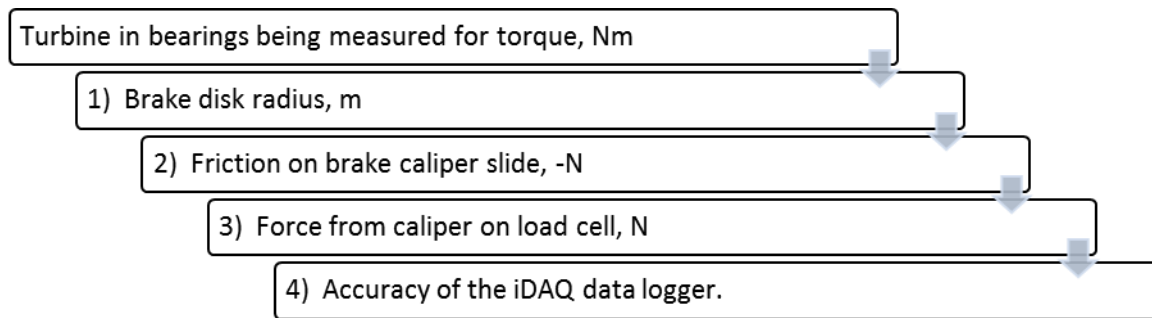 Turbine in bearings being measured for torque, Nm
1) Brake disk radius, m
2) Friction on brake caliper slide, -N
3) Force from caliper on load cell, N
4) Accuracy of the iDAQ data logger.